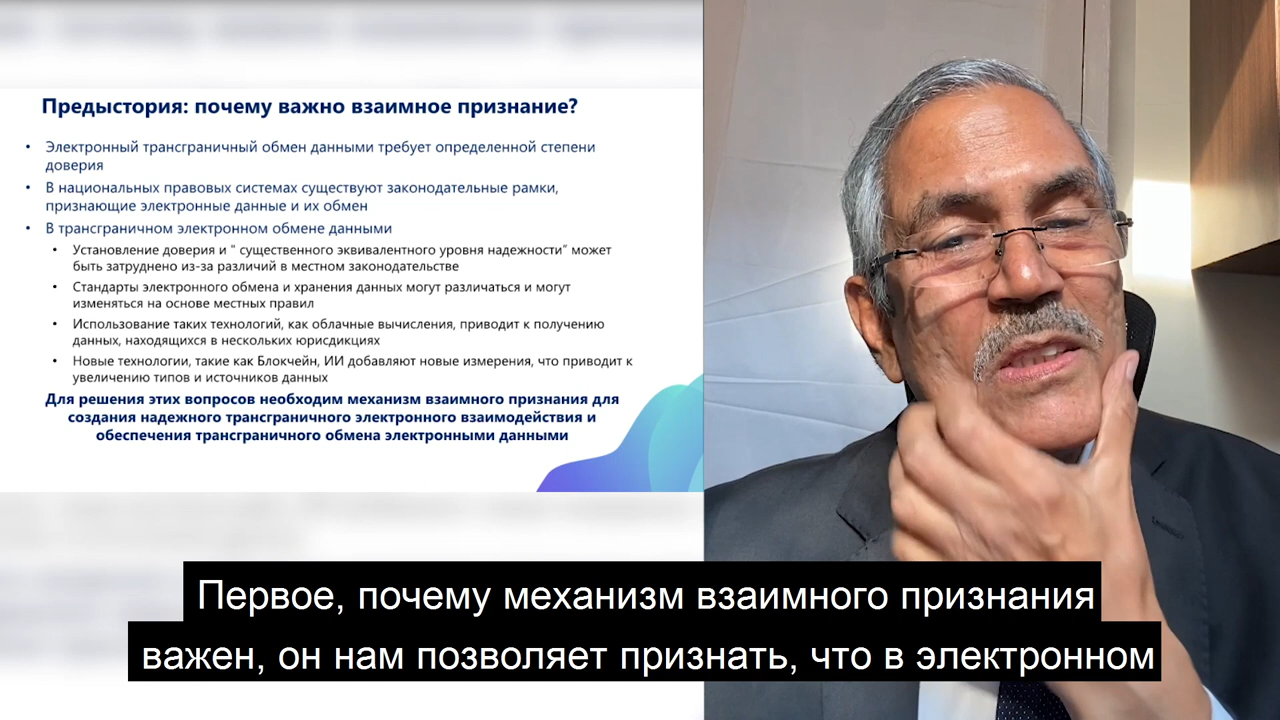 Предыстория: почему важно взаимное признание?
• Электронный трансграничный обмен данными требует определенной степени
доверия
• В национальных правовых системах существуют законодательные рамки,
признающие электронные данные и их обмен
• В трансграничном электронном обмене данными
• Установление доверия и " существенного эквивалентного уровня надежности" может
быть затруднено из-за различий в местном законодательстве
• Стандарты электронного обмена и хранения данных могут различаться и могут
изменяться на основе местных правил
• Использование таких технологий, как облачные вычисления, приводит к получению
данных, находящихся в нескольких юрисдикциях
• Новые технологии, такие как Блокчейн, ИИ добавляют новые измерения, что приводит к
увеличению типов и источников данных
Для решения этих вопросов необходим механизм взаимного признания для
создания надежного трансграничного электронного взаимодействия и
обеспечения трансграничного обмена электронными данными
Первое, почему механизм взаимного признания
важен, он нам позволяет признать, что в электронном